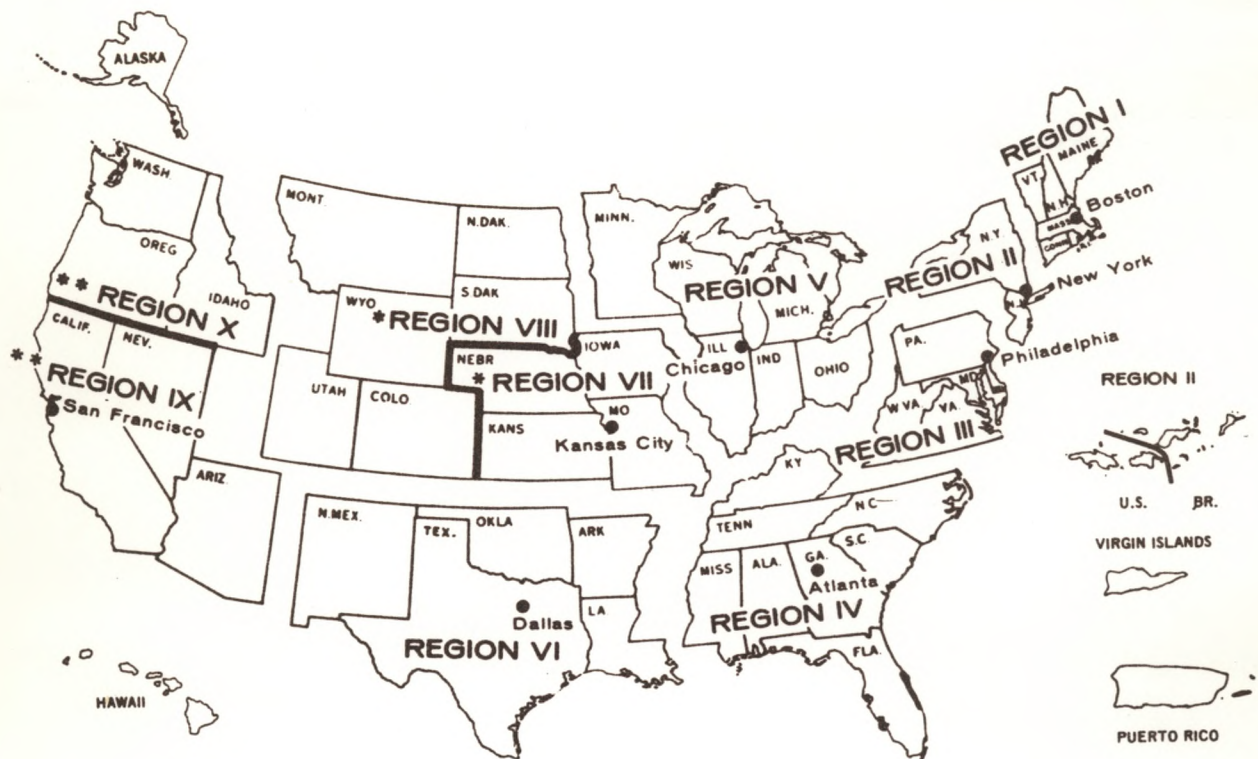 ALASKA
REGION I
MAINE
WASH.
VT.
N.H.
MONT.
N.DAK.
MINN.
Boston
MASS
CONN.
R.I.
OREG
N.Y.
WIS
REGION II
New York
N.J.
** REGION X
IDAHO
S.DAK
REGION V
WYO
*REGION VIII
MICH.
CALIF.
NEV.
IOWA
PA.
Philadelphia
NEBR
ILL
IND
OHIO
Chicago
** REGION IX
* REGION VII
MD
REGION II
UTAH
COLO.
W VA.
VA.
San Francisco
MO
KANS
Kansas City
REGION III
KY
ARIZ.
U.S.
BR.
N.MEX.
TEX.
OKLA
ARK
TENN
N C
S.C.
VIRGIN ISLANDS
MISS
ALA.
GA.
Atlanta
LA
Dallas
REGION IV
REGION VI
FLA.
HAWAII
PUERTO RICO